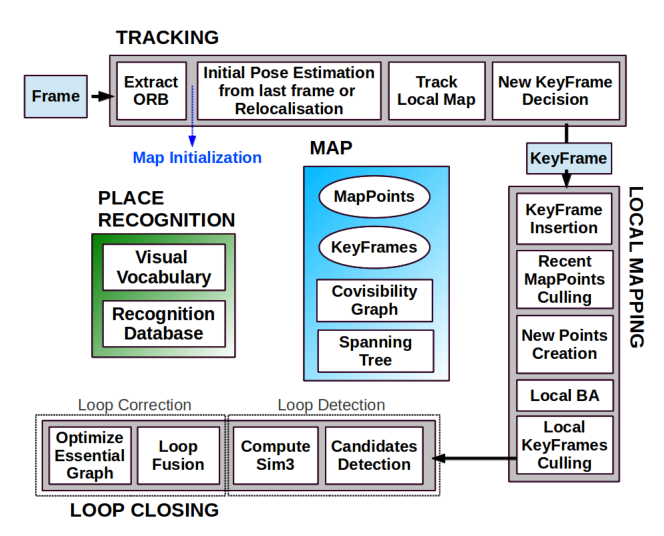 TRACKING
Frame
Extract
ORB
Initial Pose Estimation
from last frame or
Relocalisation
Track
Local Map
New KeyFrame
Decision
Map Initialization
KeyFrame
MAP
MapPoints
KeyFrames
Covisibility
Graph
Spanning
Tree
PLACE
RECOGNITION
Visual
Vocabulary
Recognition
Database
LOCAL MAPPING
KeyFrame
Insertion
Recent
MapPoints
Culling
New Points
Creation
Local BA
Local
KeyFrames
Culling
Loop Correction
Loop Detection
Optimize
Essential
Graph
Loop
Fusion
Compute
Sim3
Candidates
Detection
LOOP CLOSING